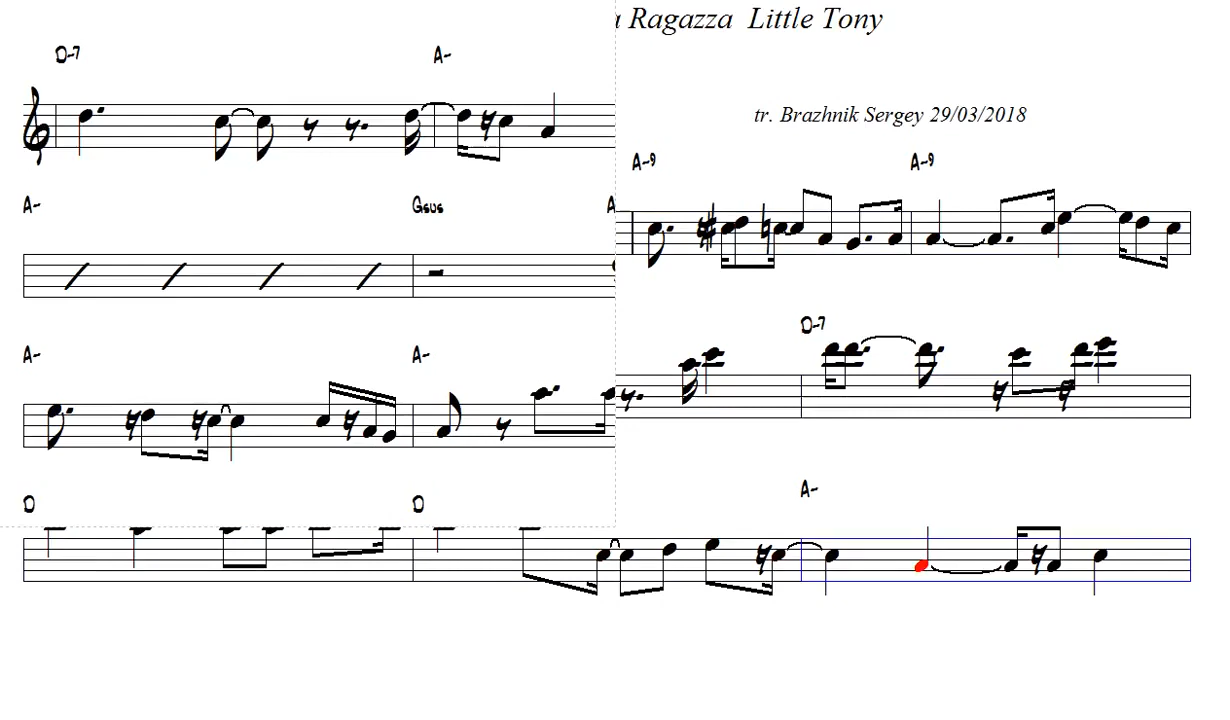 Ragazza Little Tony
D-7 A-
tr. Brazhnik Sergey 29/03/2018
A-9 A-9
A- Gsus
D-7
A- A-
A-
D D